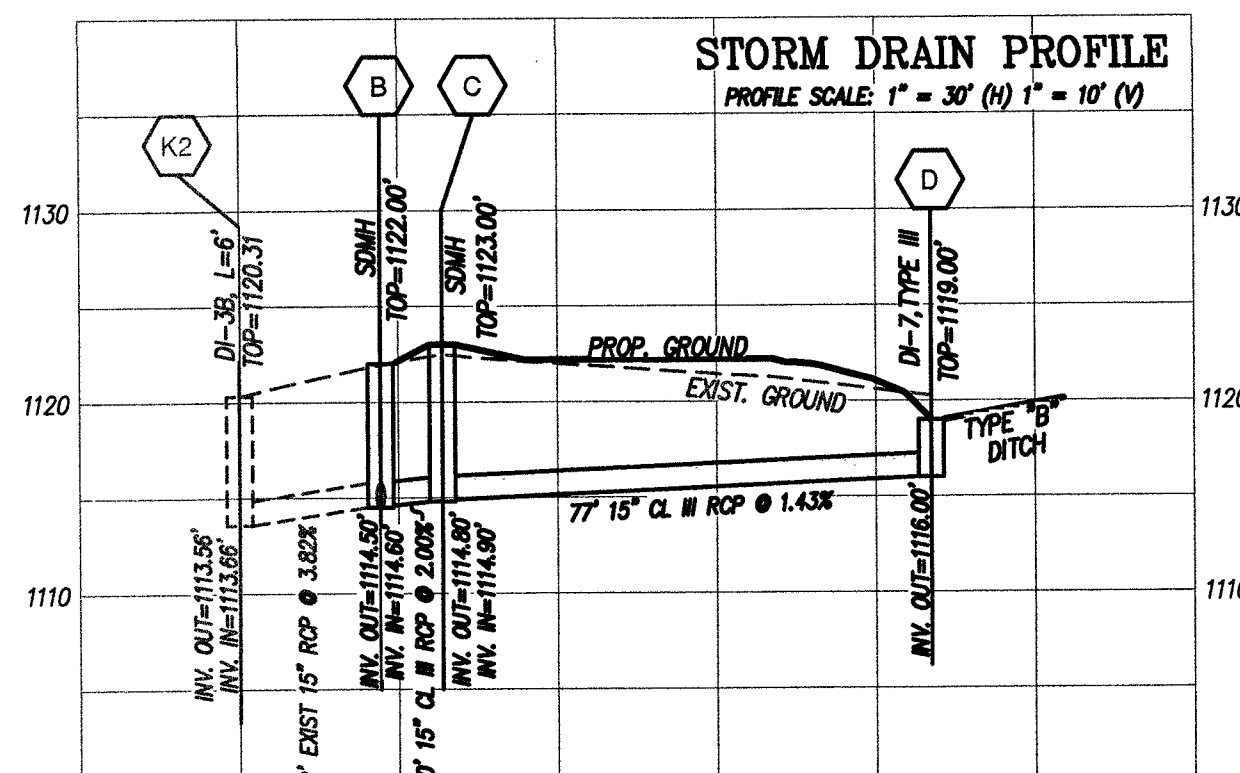 STORM DRAIN PROFILE
PROFILE SCALE: 1" = 30' (H) 1" = 10' (V)
B
C
K2
D
1130
1130
DI-3B, L=6'
TOP=1120.31
SDMH
TOP=1122.00'
SDMH
TOP=1123.00'
DI-7, TYPE III
TOP=1119.00'
PROP. GROUND
EXIST. GROUND
1120
1120
TYPE "B"
DITCH
77' 15" CL III RCP @ 1.43%
INV. OUT=1113.56'
INV. IN=1113.66'
EXIST 15" RCP @ 3.82%
INV. OUT=1114.50'
INV. IN=1114.60'
15" CL III RCP @ 2.00%
INV. OUT=1114.80'
INV. IN=1114.90'
INV. OUT=1116.00'
1110
1110